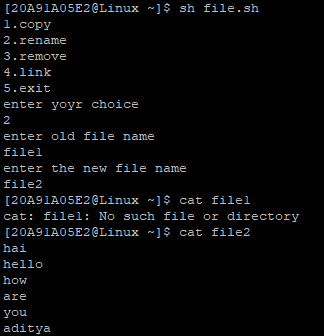 [20A91A05E2@Linux ~]$ sh file.sh
1.copy
2.rename
3.remove
4.link
5.exit
enter yoyr choice
2
enter old file name
file1
enter the new file name
file2
[20A91A05E2@Linux ~]$ cat file1
cat: file1: No such file or directory
[20A91A05E2@Linux ~]$ cat file2
hai
hello
how
are
you
aditya